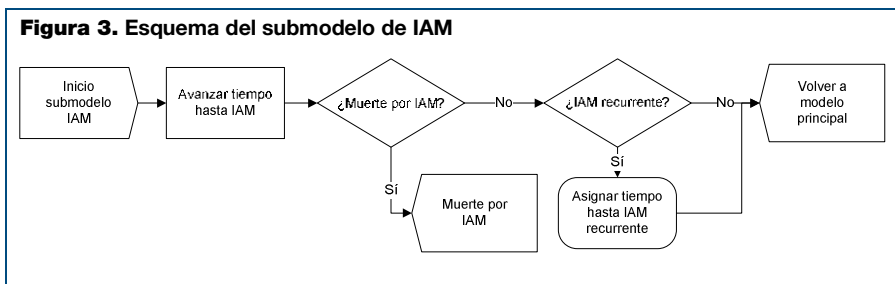 Figura 3. Esquema del submodelo de IAM
Inicio
submodelo
IAM
Avanzar tiempo
hasta IAM
¿Muerte por IAM?
No
¿IAM recurrente?
No
Volver a
modelo
principal
Sí
Muerte por
IAM
Sí
Asignar tiempo
hasta IAM
recurrente